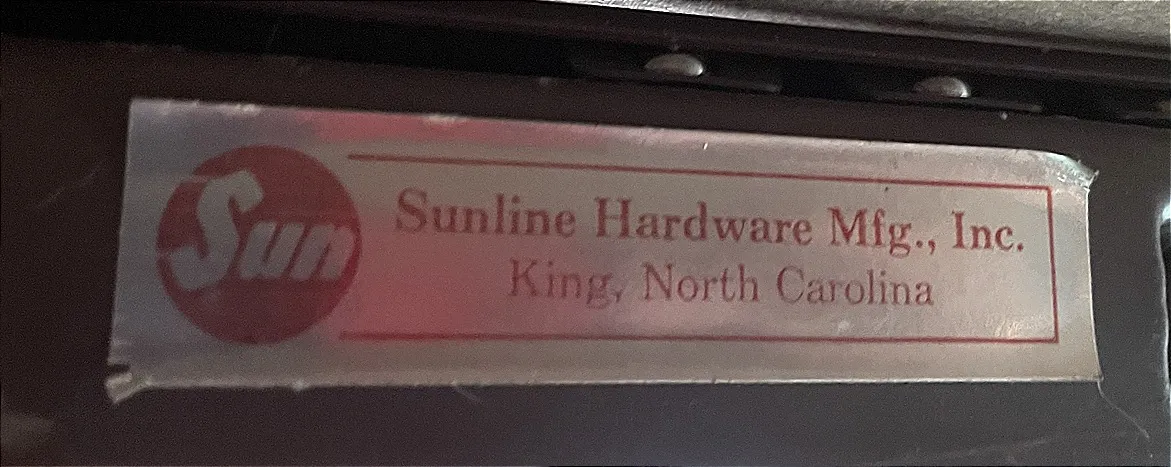 Sun
Sunline Hardware Mfg., Inc.
King, North Carolina